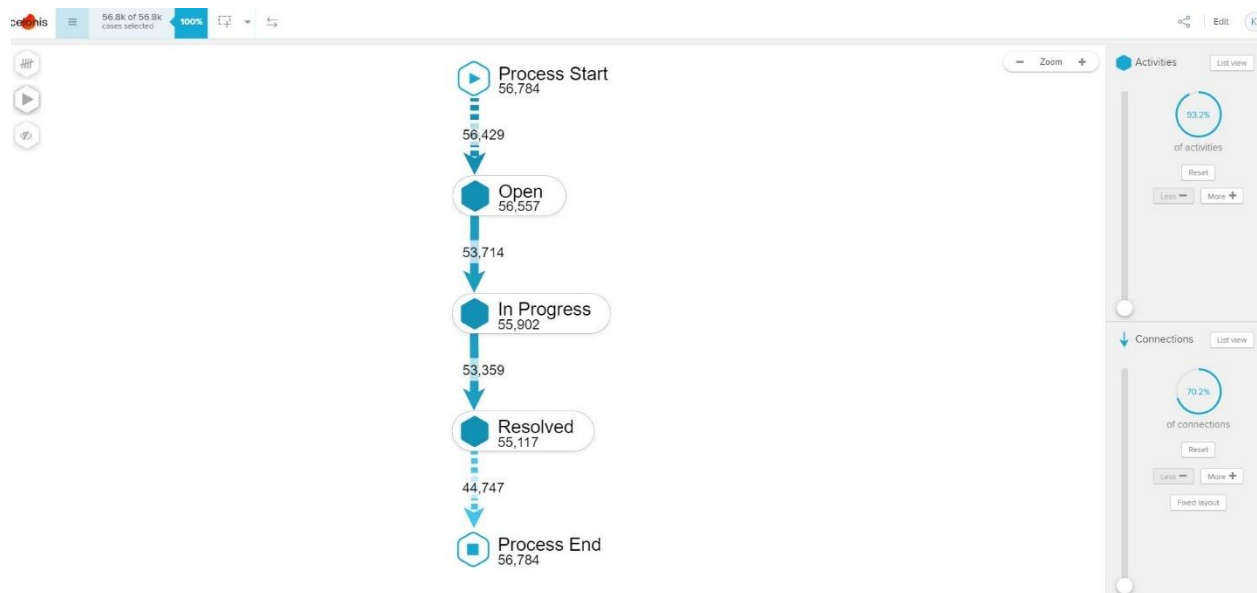 celonis
56.8k of 56.8k
cases selected
100%
Edit
K
Process Start
56,784
56,429
Open
56,557
53,714
In Progress
55,902
53,359
Resolved
55,117
44,747
Process End
56,784
− Zoom +
Activities
List view
93.2%
of activities
Reset
Less −
More +
Connections
List view
70.2%
of connections
Reset
Less −
More +
Fixed layout